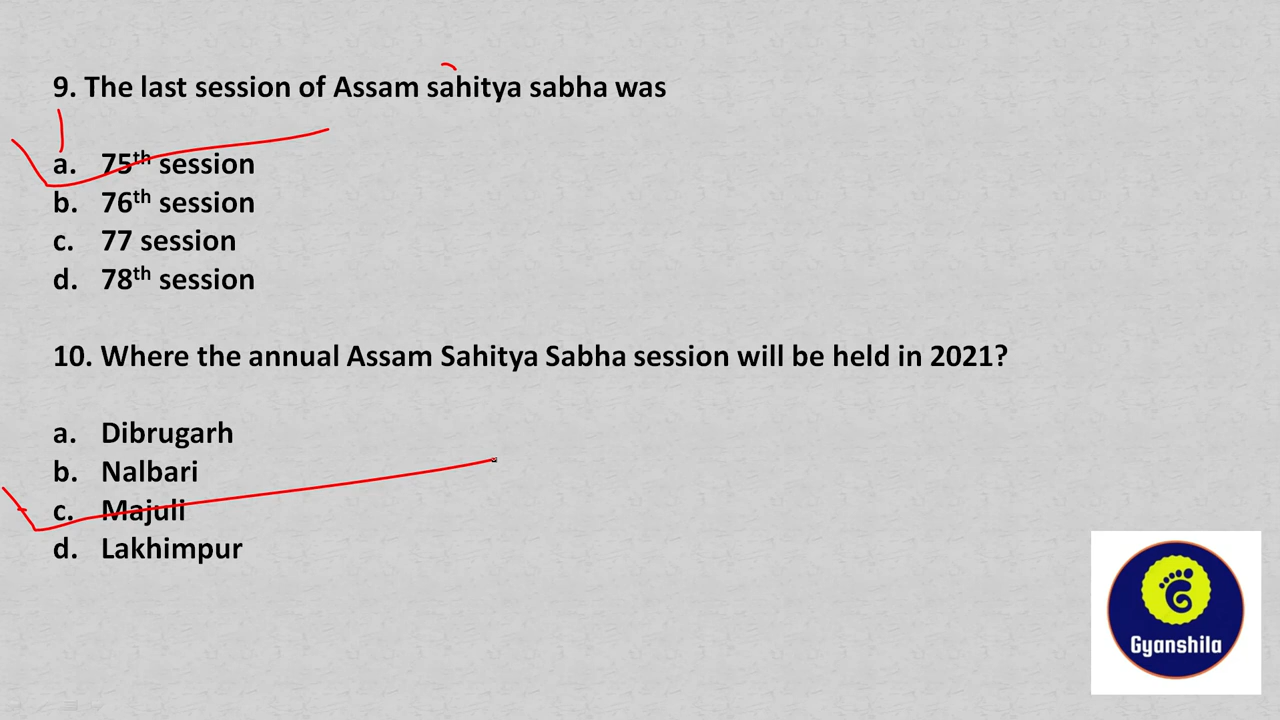 9. The last session of Assam sahitya sabha was
a. 75th session
b. 76th session
c. 77 session
d. 78th session
10. Where the annual Assam Sahitya Sabha session will be held in 2021?
a. Dibrugarh
b. Nalbari
c. Majuli
d. Lakhimpur
Gyanshila